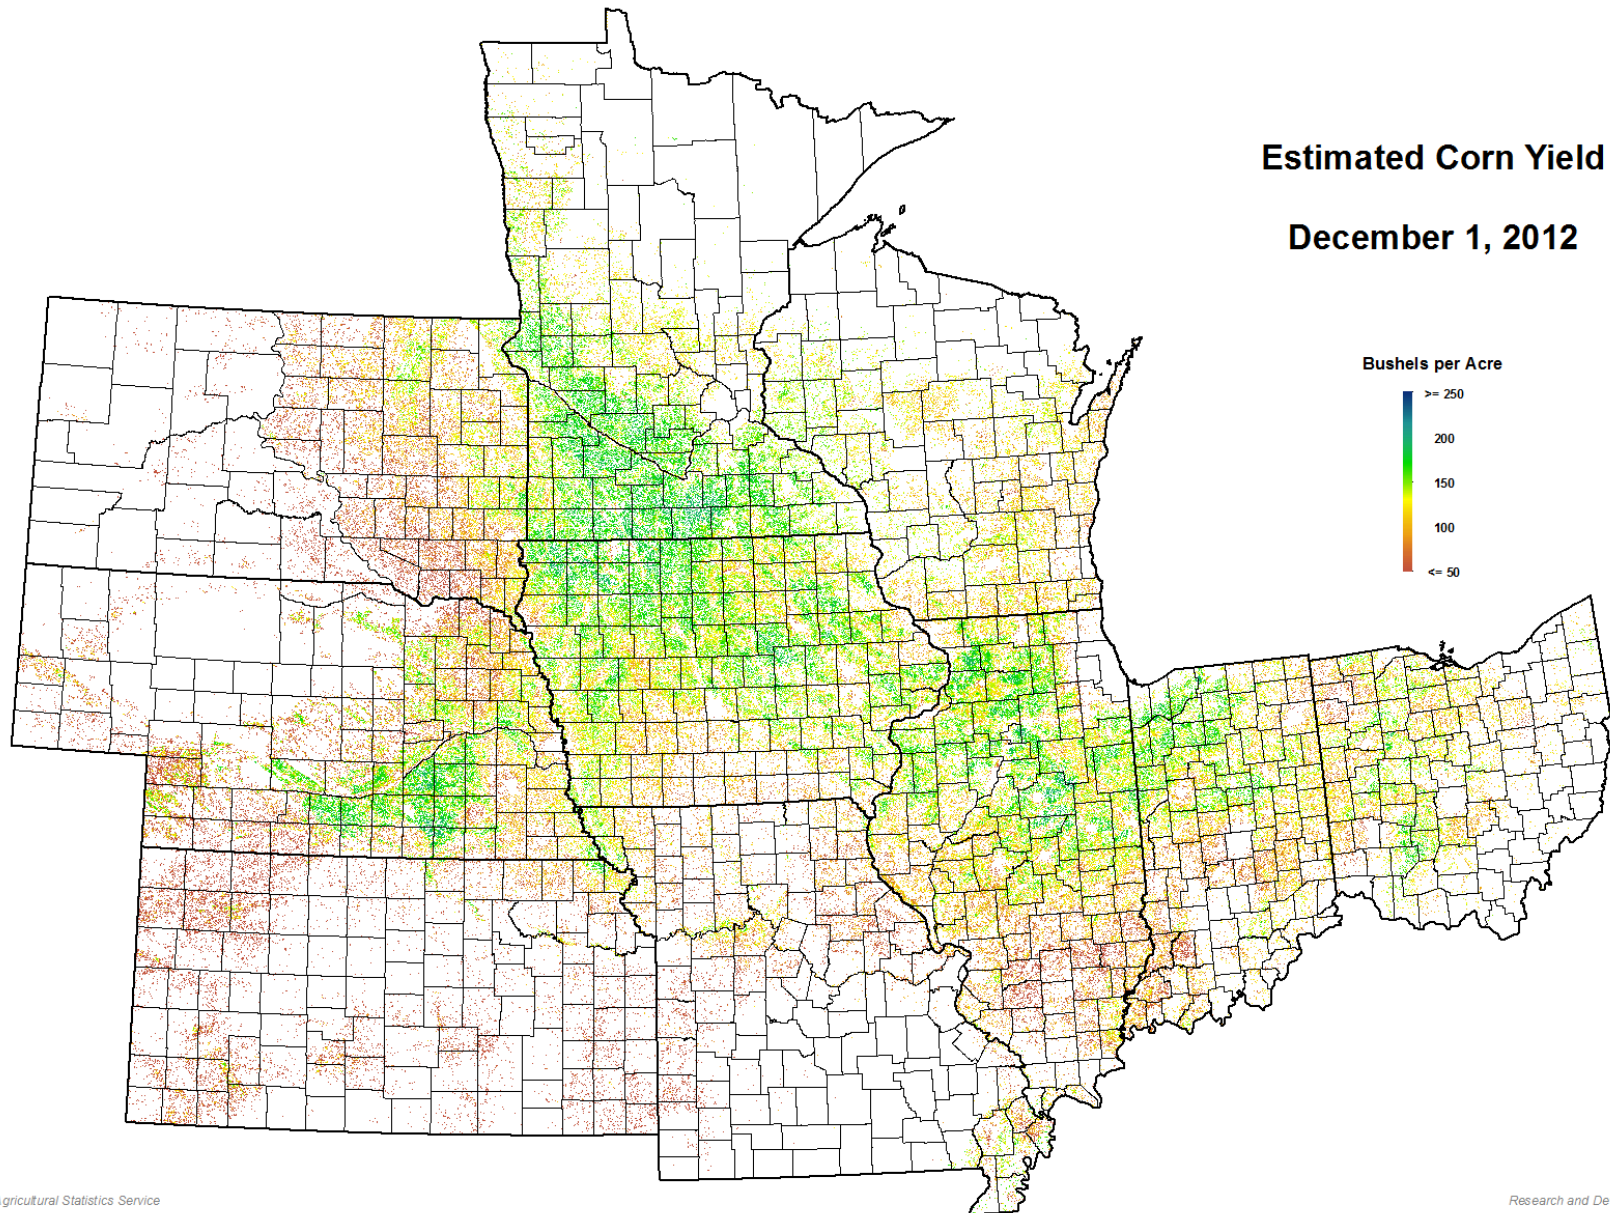 Estimated Corn Yield
December 1, 2012
Bushels per Acre
>= 250
200
150
100
<= 50
Agricultural Statistics Service
Research and De